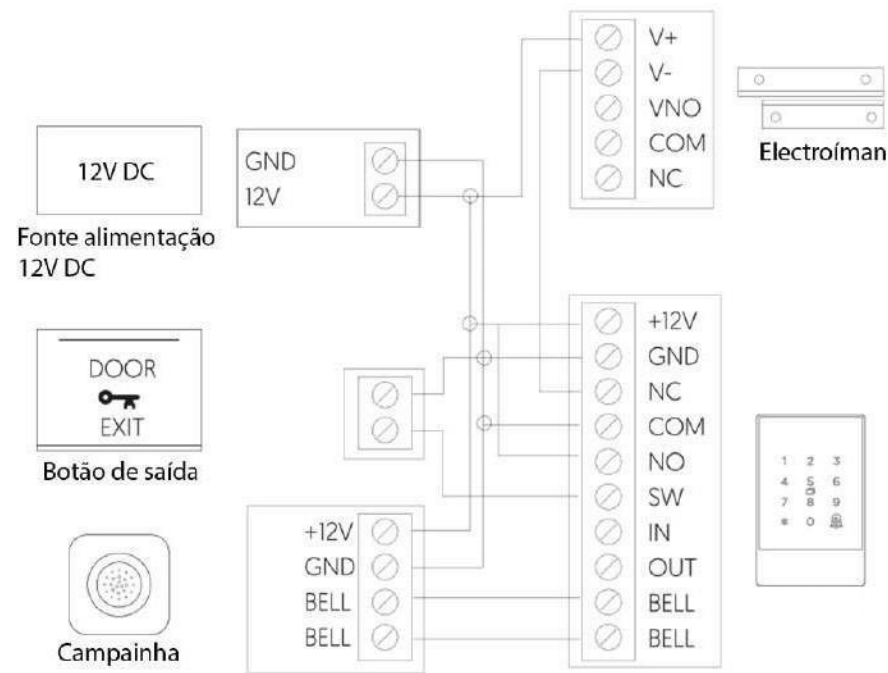 V+
V-
VNO
COM
NC
Electroíman
12V DC
Fonte alimentação
12V DC
GND
12V
DOOR
EXIT
Botão de saída
+12V
GND
NC
COM
NO
SW
IN
OUT
BELL
BELL
1 2 3
4 5 6
7 8 9
* 0
+12V
GND
BELL
BELL
Campainha